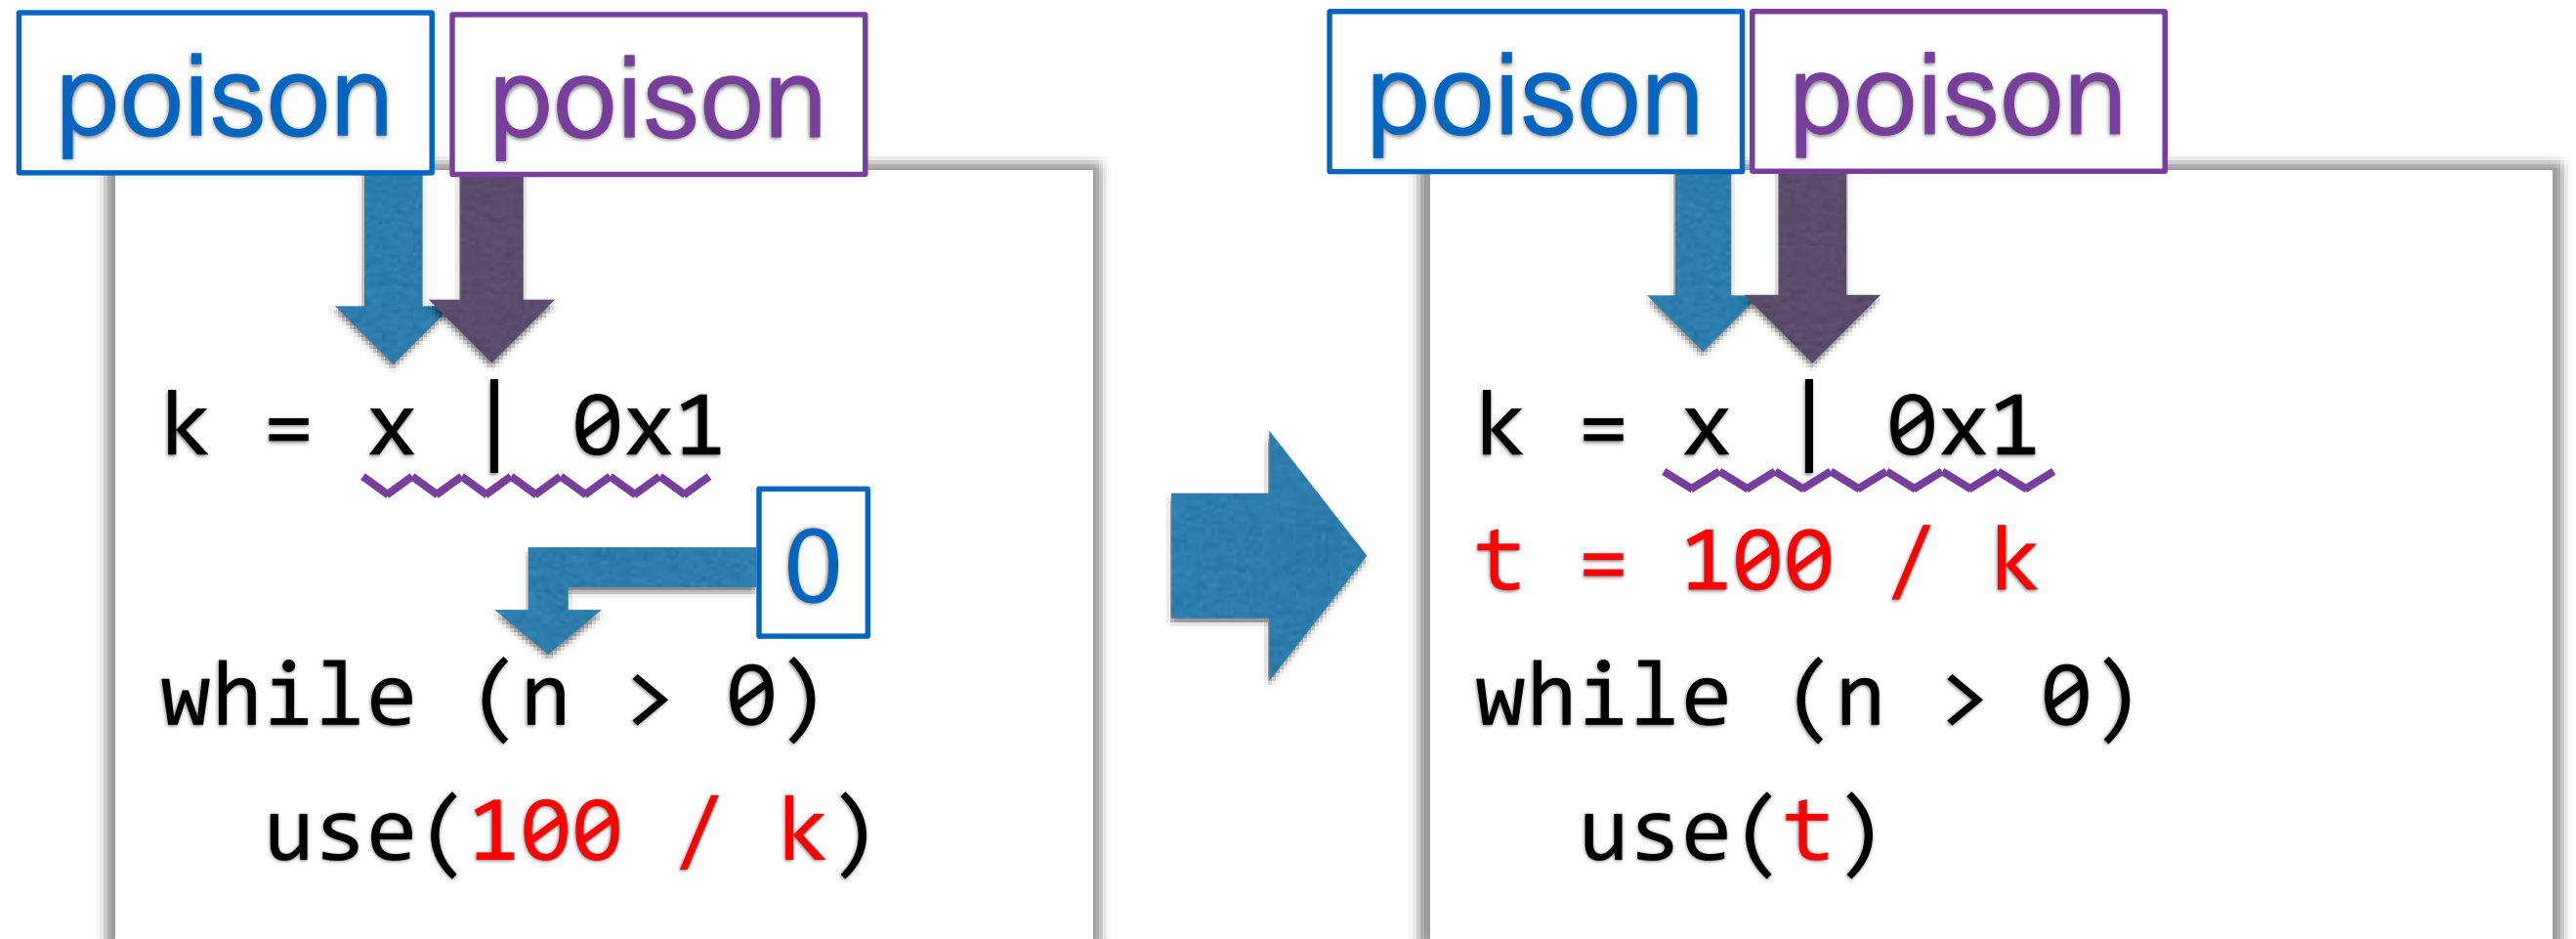 poison poison
k = x | 0x1
0
while (n > 0)
use(100 / k)
poison poison
k = x | 0x1
t = 100 / k
while (n > 0)
use(t)